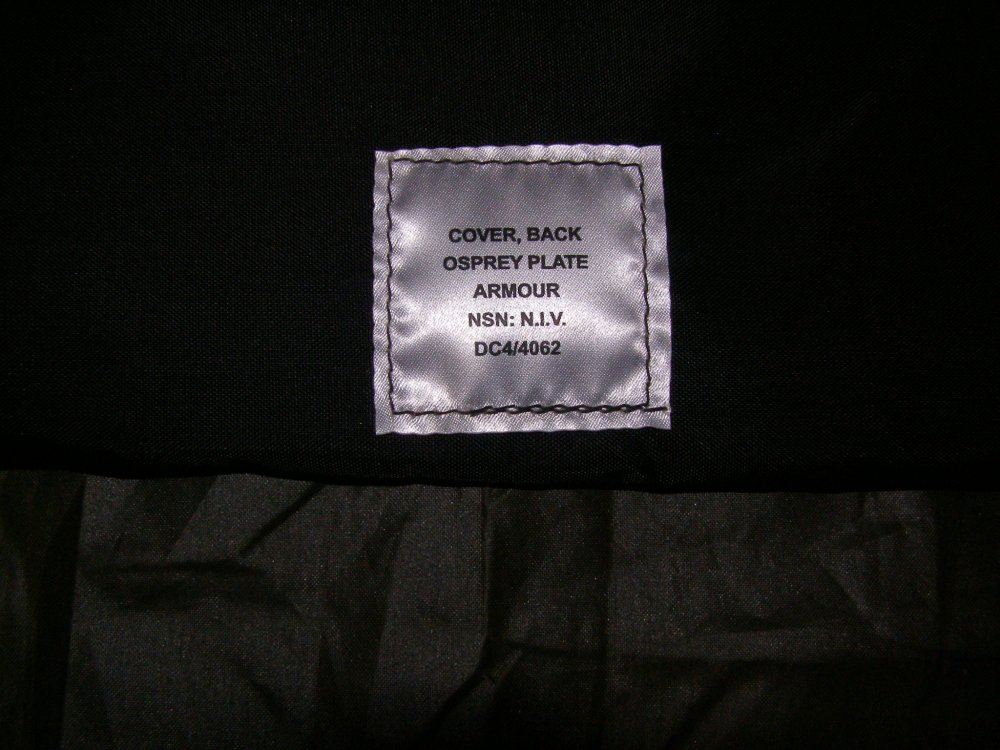 COVER, BACK
OSPREY PLATE
ARMOUR
NSN: N.I.V.
DC4/4062